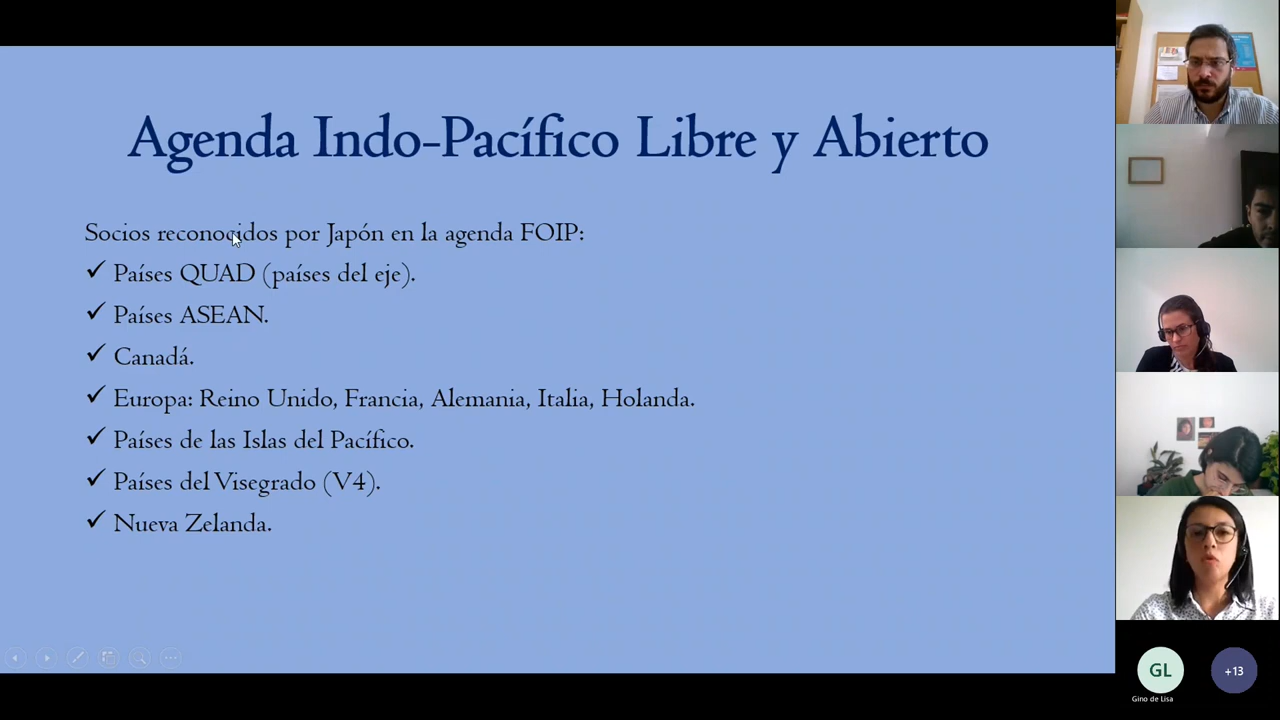 Agenda Indo-Pacífico Libre y Abierto
Socios reconocidos por Japón en la agenda FOIP:
✓ Países QUAD (países del eje).
✓ Países ASEAN.
✓ Canadá.
✓ Europa: Reino Unido, Francia, Alemania, Italia, Holanda.
✓ Países de las Islas del Pacífico.
✓ Países del Visegrado (V4).
✓ Nueva Zelanda.
GL
+13
Gino de Lisa